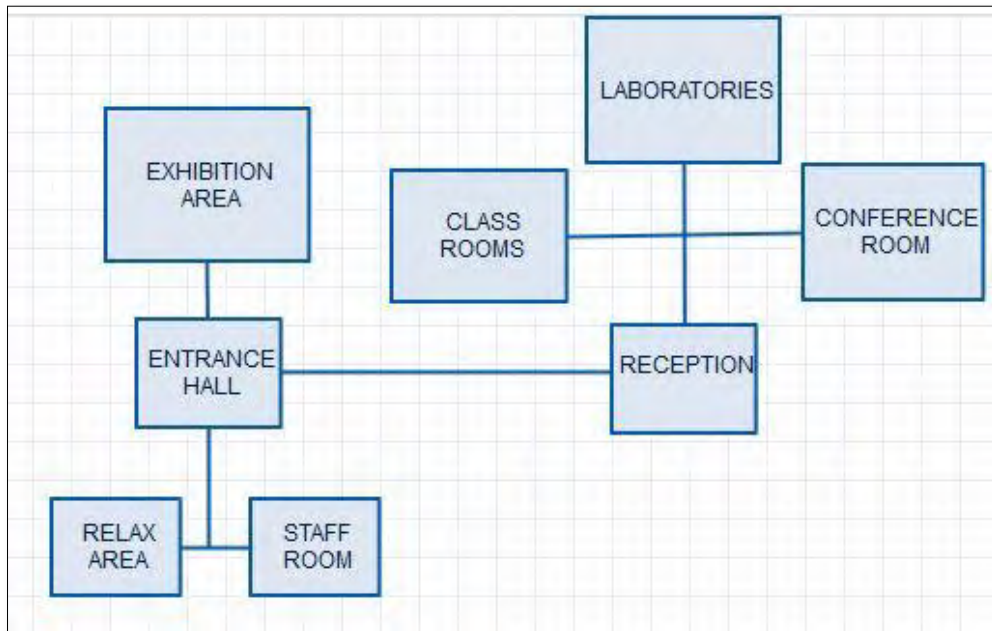 LABORATORIES
EXHIBITION
AREA
CLASS
ROOMS
CONFERENCE
ROOM
ENTRANCE
HALL
RECEPTION
RELAX
AREA
STAFF
ROOM